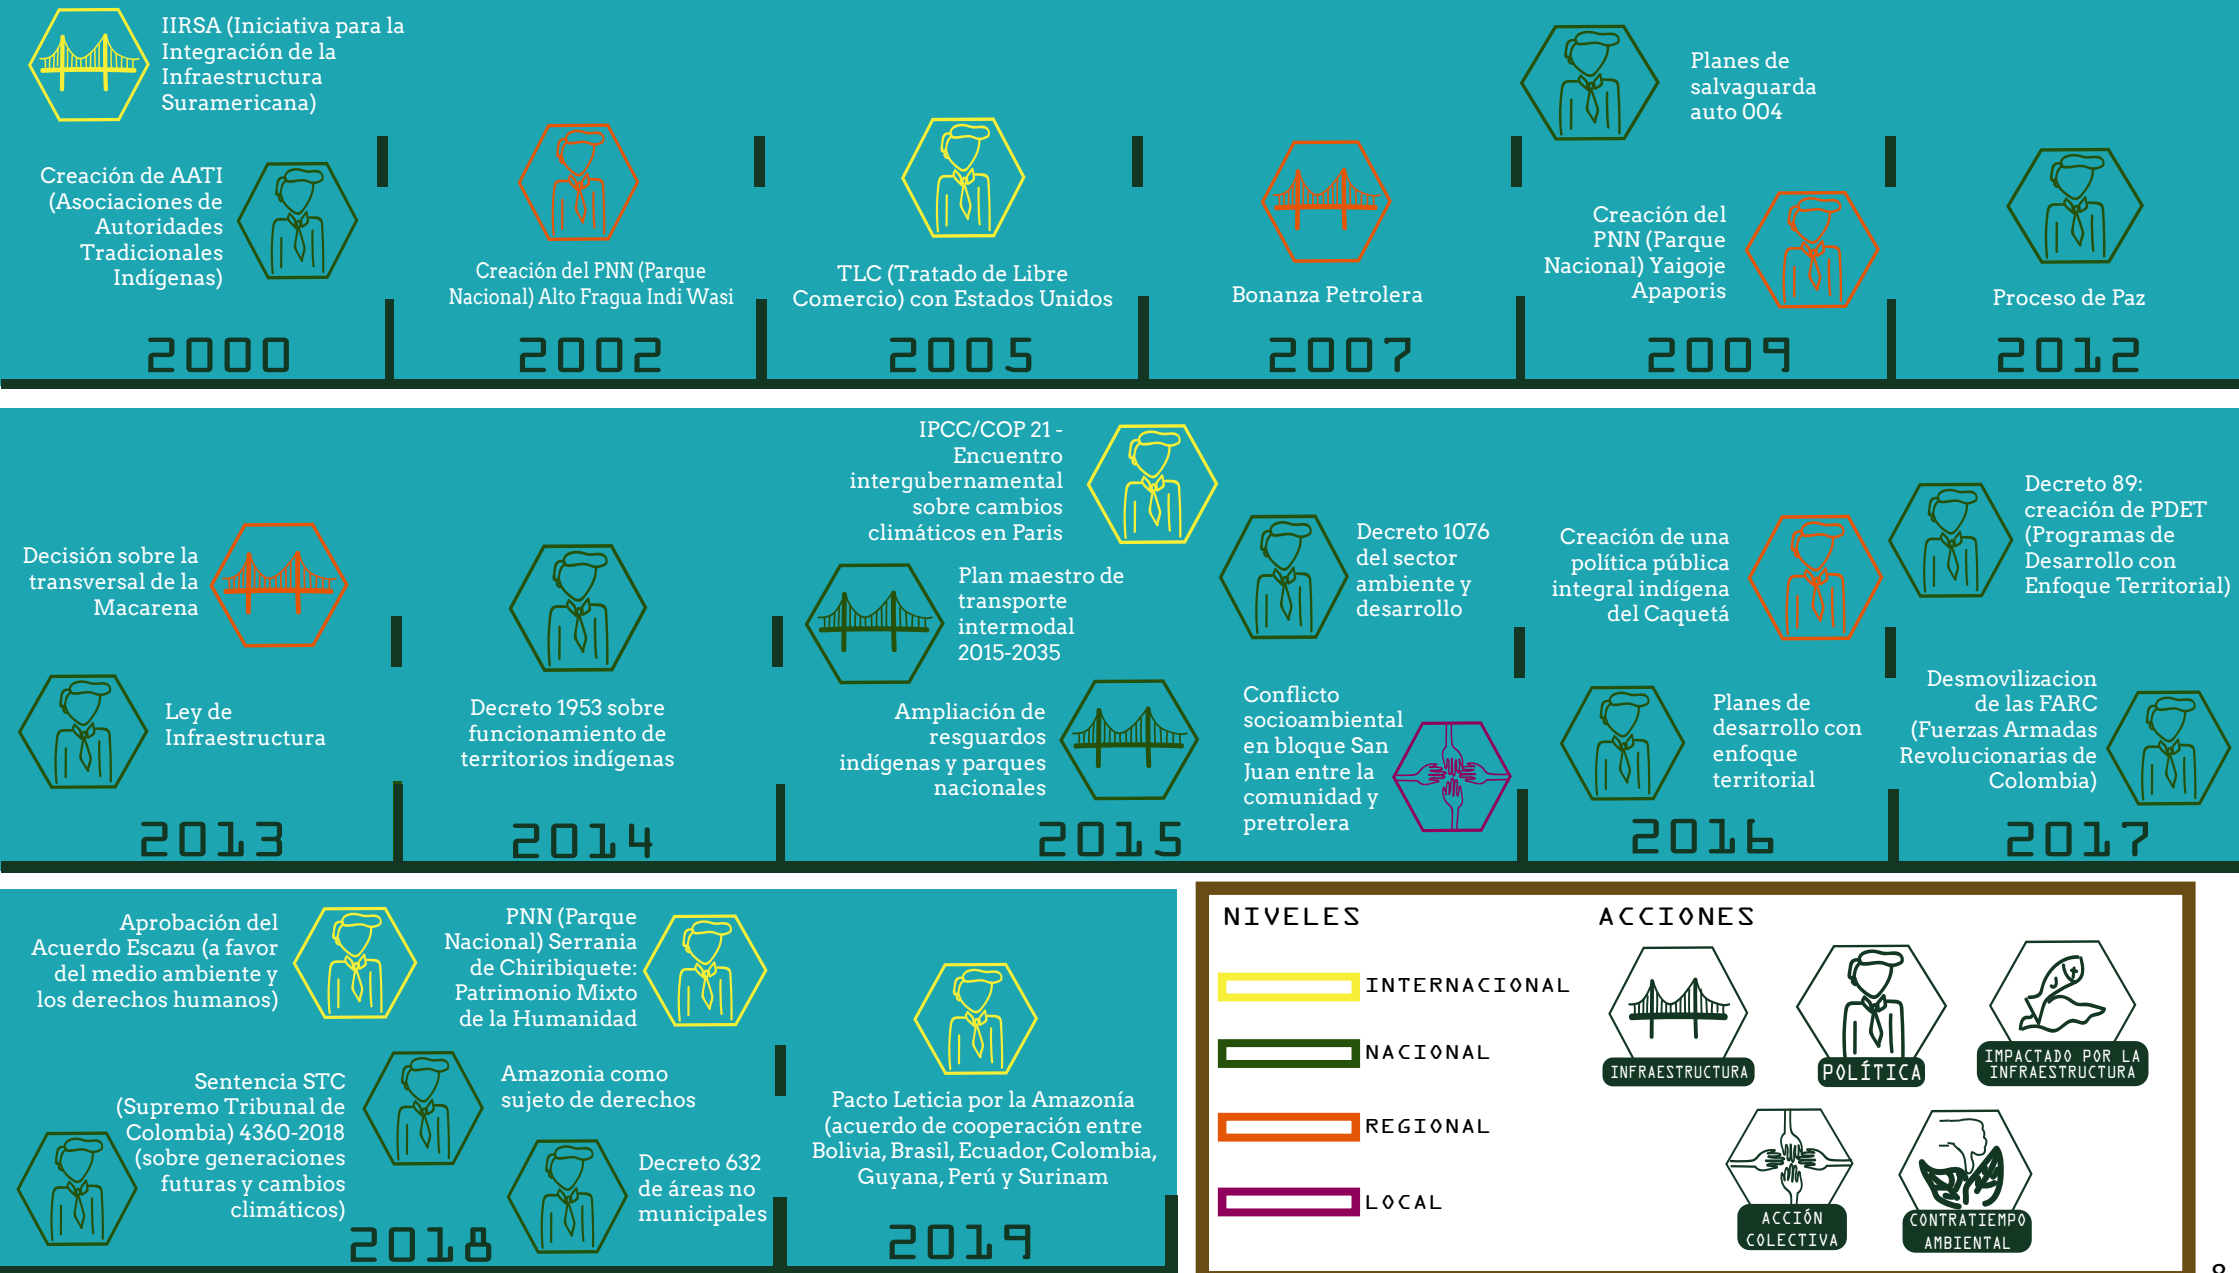 IIRSA (Iniciativa para la
Integración de la
Infraestructura
Suramericana)
Creación de AATI
(Asociaciones de
Autoridades
Tradicionales
Indígenas)
2000
Creación del PNN (Parque
Nacional) Alto Fragua Indi Wasi
2002
TLC (Tratado de Libre
Comercio) con Estados Unidos
2005
Bonanza Petrolera
2007
Planes de
salvaguarda
auto 004
Creación del
PNN (Parque
Nacional) Yaigoje
Apaporis
2009
Proceso de Paz
2012
Decisión sobre la
transversal de la
Macarena
Ley de
Infraestructura
2013
Decreto 1953 sobre
funcionamiento de
territorios indígenas
2014
IPCC/COP 21 -
Encuentro
intergubernamental
sobre cambios
climáticos en Paris
Plan maestro de
transporte
intermodal
2015-2035
Ampliación de
resguardos
indígenas y parques
nacionales
Decreto 1076
del sector
ambiente y
desarrollo
Conflicto
socioambiental
en bloque San
Juan entre la
comunidad y
pretrolera
2015
Creación de una
política pública
integral indígena
del Caquetá
Planes de
desarrollo con
enfoque
territorial
2016
Decreto 89:
creación de PDET
(Programas de
Desarrollo con
Enfoque Territorial)
Desmovilizacion
de las FARC
(Fuerzas Armadas
Revolucionarias de
Colombia)
2017
Aprobación del
Acuerdo Escazu (a favor
del medio ambiente y
los derechos humanos)
PNN (Parque
Nacional) Serrania
de Chiribiquete:
Patrimonio Mixto
de la Humanidad
Sentencia STC
(Supremo Tribunal de
Colombia) 4360-2018
(sobre generaciones
futuras y cambios
climáticos)
Amazonia como
sujeto de derechos
Decreto 632
de áreas no
municipales
2018
Pacto Leticia por la Amazonía
(acuerdo de cooperación entre
Bolivia, Brasil, Ecuador, Colombia,
Guyana, Perú y Surinam
2019
NIVELES
INTERNACIONAL
NACIONAL
REGIONAL
LOCAL
ACCIONES
INFRAESTRUCTURA
POLÍTICA
IMPACTADO POR LA
INFRAESTRUCTURA
ACCIÓN
COLECTIVA
CONTRATIEMPO
AMBIENTAL